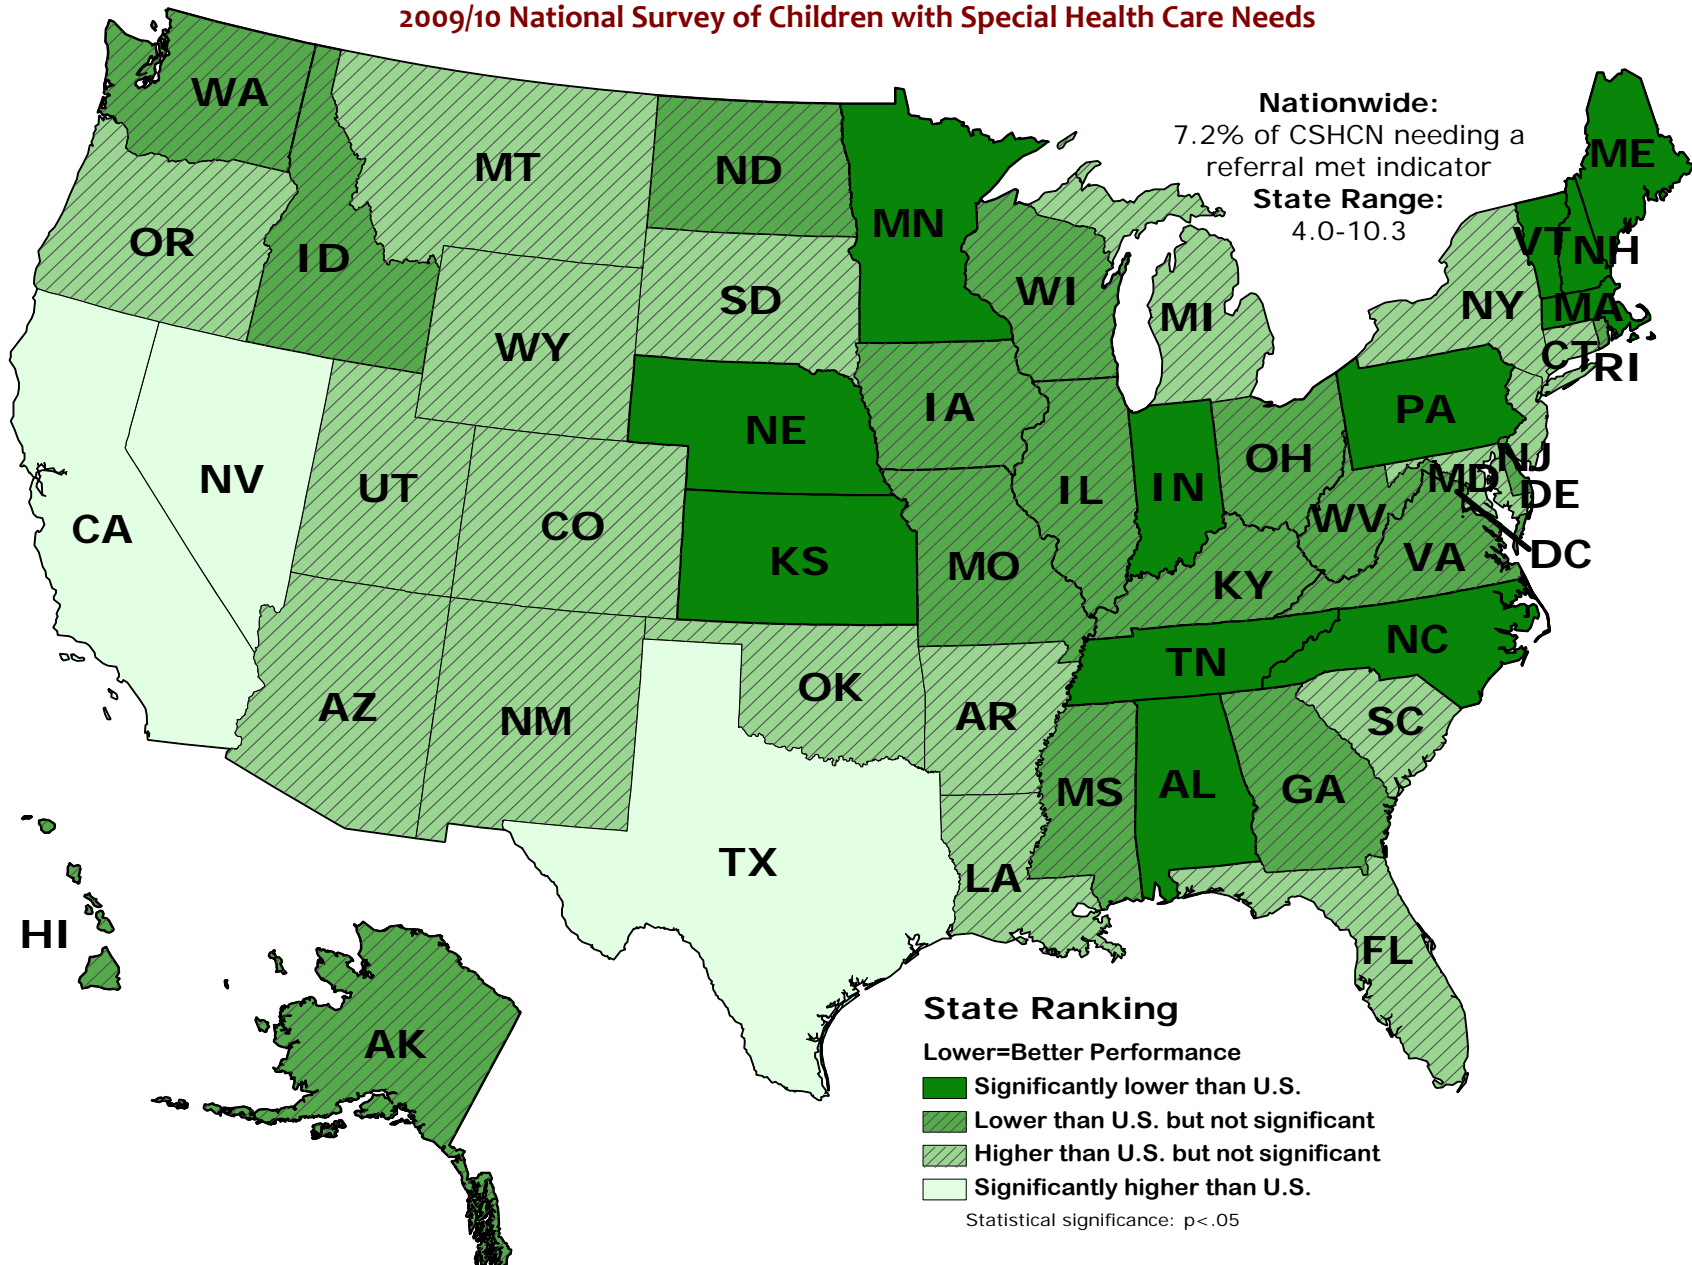 2009/10 National Survey of Children with Special Health Care Needs
Nationwide:
7.2% of CSHCN needing a
referral met indicator
State Range:
4.0-10.3
WA
MT
ND
MN
ME
OR
ID
SD
WI
MI
NY
VT
NH
MA
WY
CT
RI
NE
IA
PA
NV
UT
CO
KS
IL
IN
OH
NJ
MD
DE
WV
CA
MO
KY
VA
DC
AZ
NM
OK
AR
TN
NC
SC
TX
LA
MS
AL
GA
FL
HI
AK
State Ranking
Lower=Better Performance
Significantly lower than U.S.
Lower than U.S. but not significant
Higher than U.S. but not significant
Significantly higher than U.S.
Statistical significance: p<.05